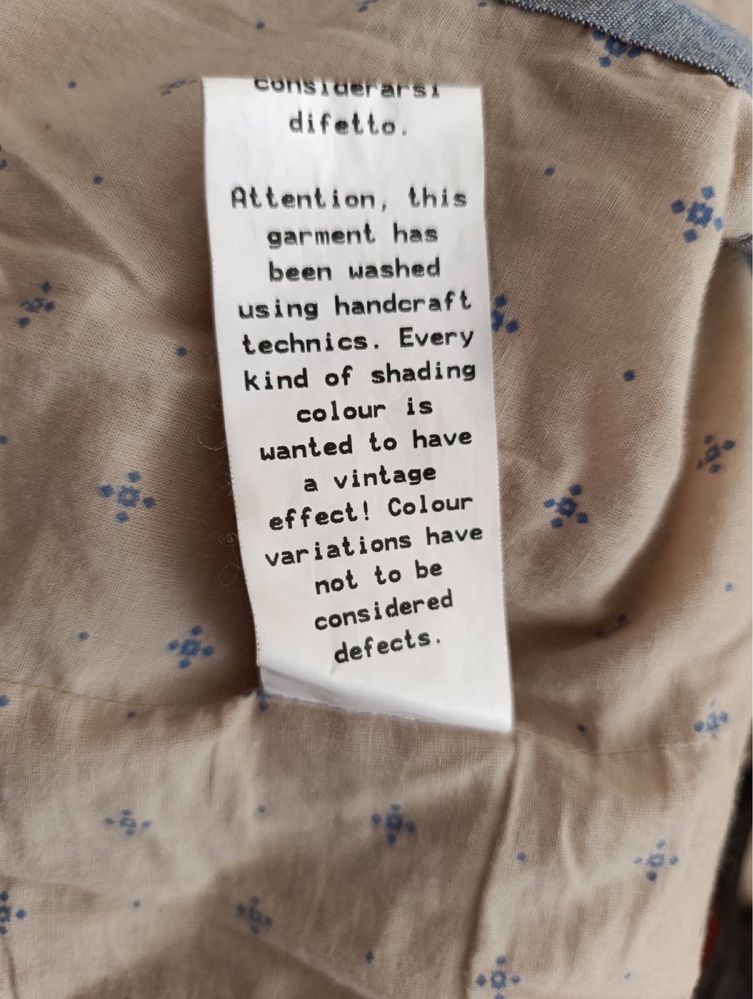 considerarsi
difetto.
Attention, this
garment has
been washed
using handcraft
technics. Every
kind of shading
colour is
wanted to have
a vintage
effect! Colour
variations have
not to be
considered
defects.